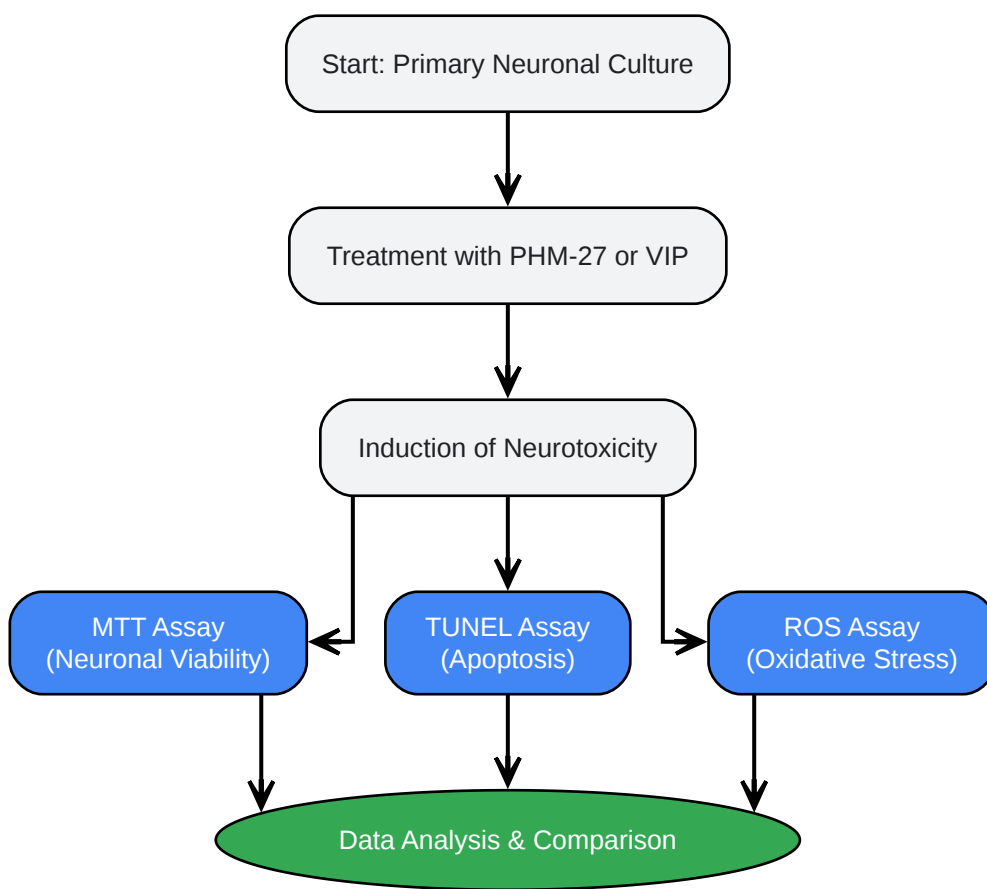 Start: Primary Neuronal Culture
Treatment with PHM-27 or VIP
Induction of Neurotoxicity
MTT Assay
(Neuronal Viability)
TUNEL Assay
(Apoptosis)
ROS Assay
(Oxidative Stress)
Data Analysis & Comparison